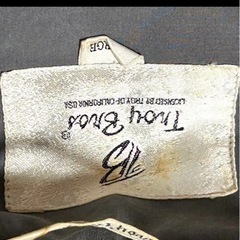 TB
Troy Bros
LICENSED BY TROY OF CALIFORNIA USA